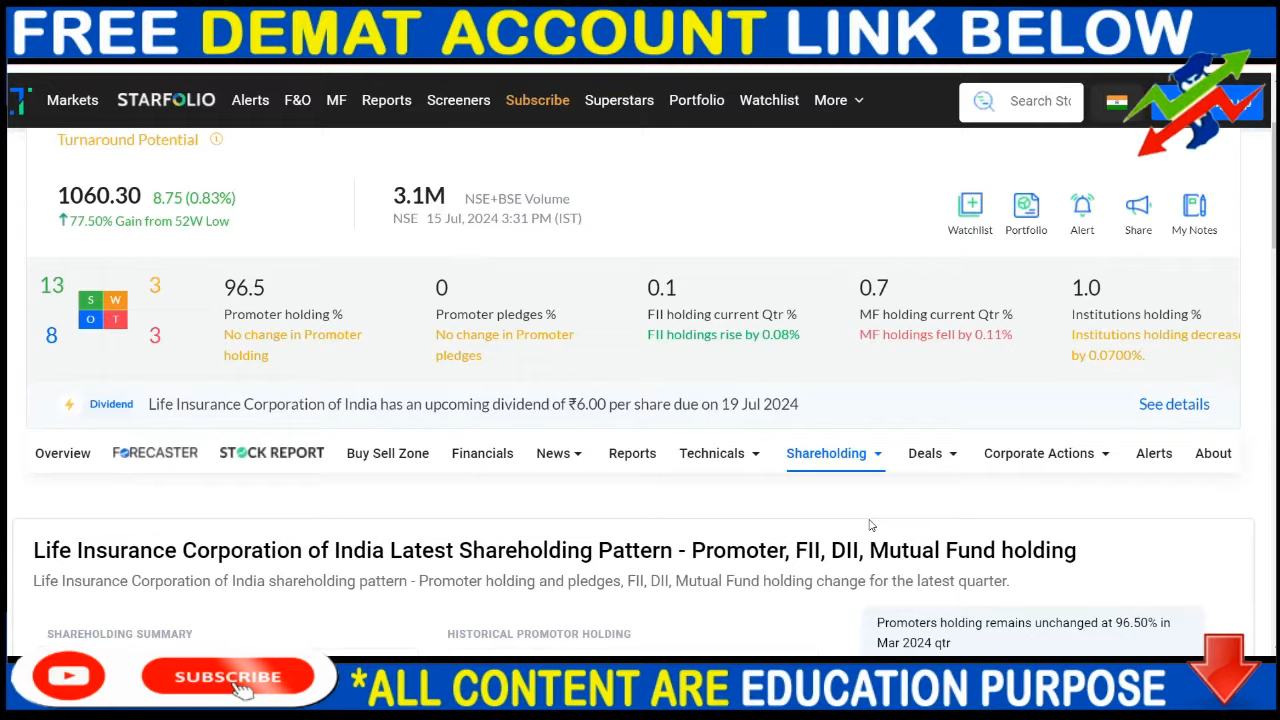 FREE DEMAT ACCOUNT LINK BELOW
Markets STARFOLIO Alerts F&O MF Reports Screeners Subscribe Superstars Portfolio Watchlist More Search Sto
Turnaround Potential
1060.30 8.75 (0.83%) 3.1M NSE+BSE Volume
77.50% Gain from 52W Low NSE 15 Jul, 2024 3:31 PM (IST)
Watchlist Portfolio Alert Share My Notes
13 3 96.5 0 0.1 0.7 1.0
S W
O T
8 3
Promoter holding % Promoter pledges % FII holding current Qtr % MF holding current Qtr % Institutions holding %
No change in Promoter No change in Promoter FII holdings rise by 0.08% MF holdings fell by 0.11% Institutions holding decrease
holding pledges by 0.0700%.
Dividend Life Insurance Corporation of India has an upcoming dividend of ₹6.00 per share due on 19 Jul 2024 See details
Overview FORECASTER STOCK REPORT Buy Sell Zone Financials News Reports Technicals Shareholding Deals Corporate Actions Alerts About
Life Insurance Corporation of India Latest Shareholding Pattern - Promoter, FII, DII, Mutual Fund holding
Life Insurance Corporation of India shareholding pattern - Promoter holding and pledges, FII, DII, Mutual Fund holding change for the latest quarter.
SHAREHOLDING SUMMARY HISTORICAL PROMOTOR HOLDING Promoters holding remains unchanged at 96.50% in
Mar 2024 qtr
SUBSCRIBE
*ALL CONTENT ARE EDUCATION PURPOSE